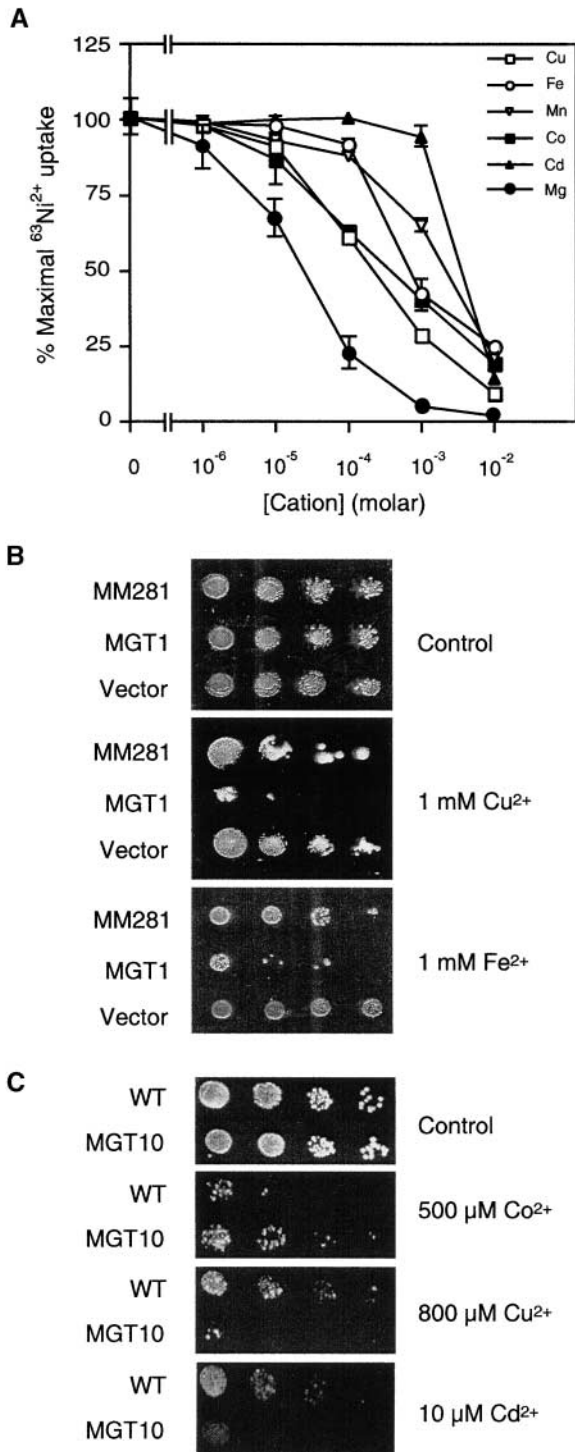 A
% Maximal ⁶³Ni²⁺ uptake
125
100
75
50
25
0
Cu
Fe
Mn
Co
Cd
Mg
0 10⁻⁶ 10⁻⁵ 10⁻⁴ 10⁻³ 10⁻²
[Cation] (molar)
B
MM281
MGT1
Vector
Control
MM281
MGT1
Vector
1 mM Cu²⁺
MM281
MGT1
Vector
1 mM Fe²⁺
C
WT
MGT10
Control
WT
MGT10
500 µM Co²⁺
WT
MGT10
800 µM Cu²⁺
WT
MGT10
10 µM Cd²⁺